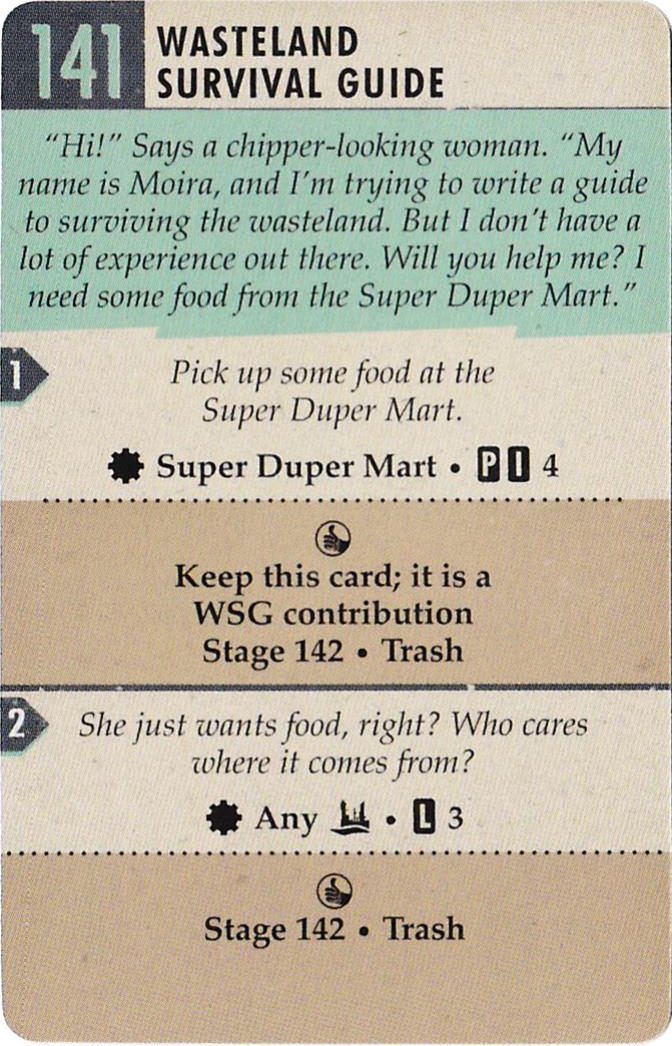 141
WASTELAND
SURVIVAL GUIDE
“Hi!” Says a chipper-looking woman. “My
name is Moira, and I’m trying to write a guide
to surviving the wasteland. But I don’t have a
lot of experience out there. Will you help me? I
need some food from the Super Duper Mart.”
1
Pick up some food at the
Super Duper Mart.
Super Duper Mart • P I 4
Keep this card; it is a
WSG contribution
Stage 142 • Trash
2
She just wants food, right? Who cares
where it comes from?
Any • L 3
Stage 142 • Trash